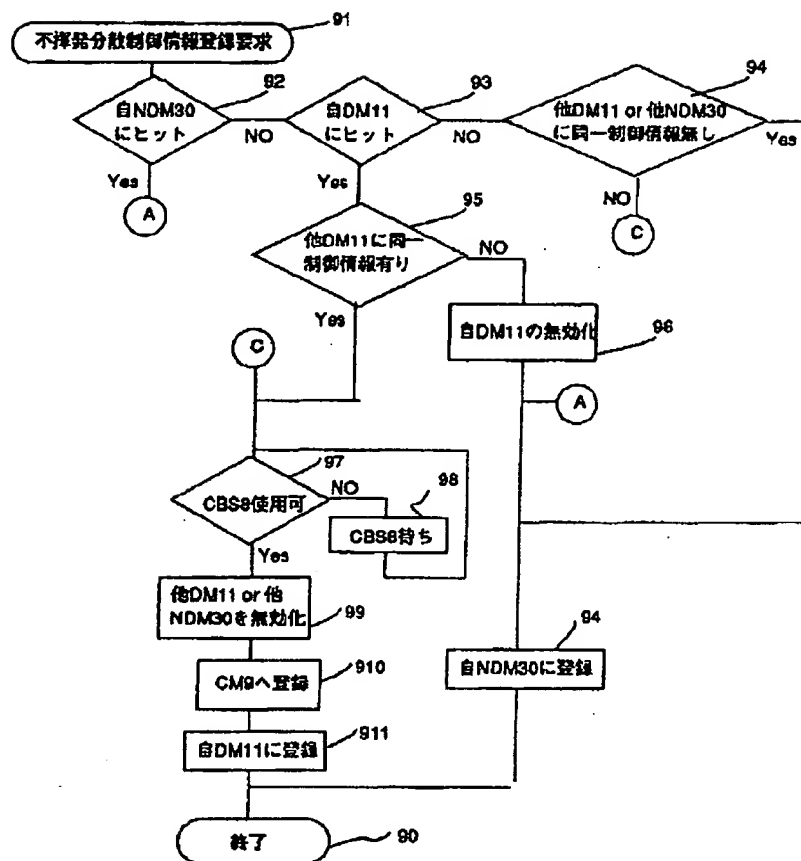 91
不揮発分散制御情報登録要求
92
自NDM30
にヒット
NO
93
自DM11
にヒット
NO
94
他DM11 or 他NDM30
に同一制御情報無し
Yes
Yes
A
Yes
NO
C
95
他DM11に同一
制御情報有り
NO
Yes
自DM11の無効化
96
C
A
97
CBS8使用可
NO
98
CBS8待ち
Yes
他DM11 or 他
NDM30を無効化
99
94
自NDM30に登録
CM9へ登録
910
自DM11に登録
911
終了
90